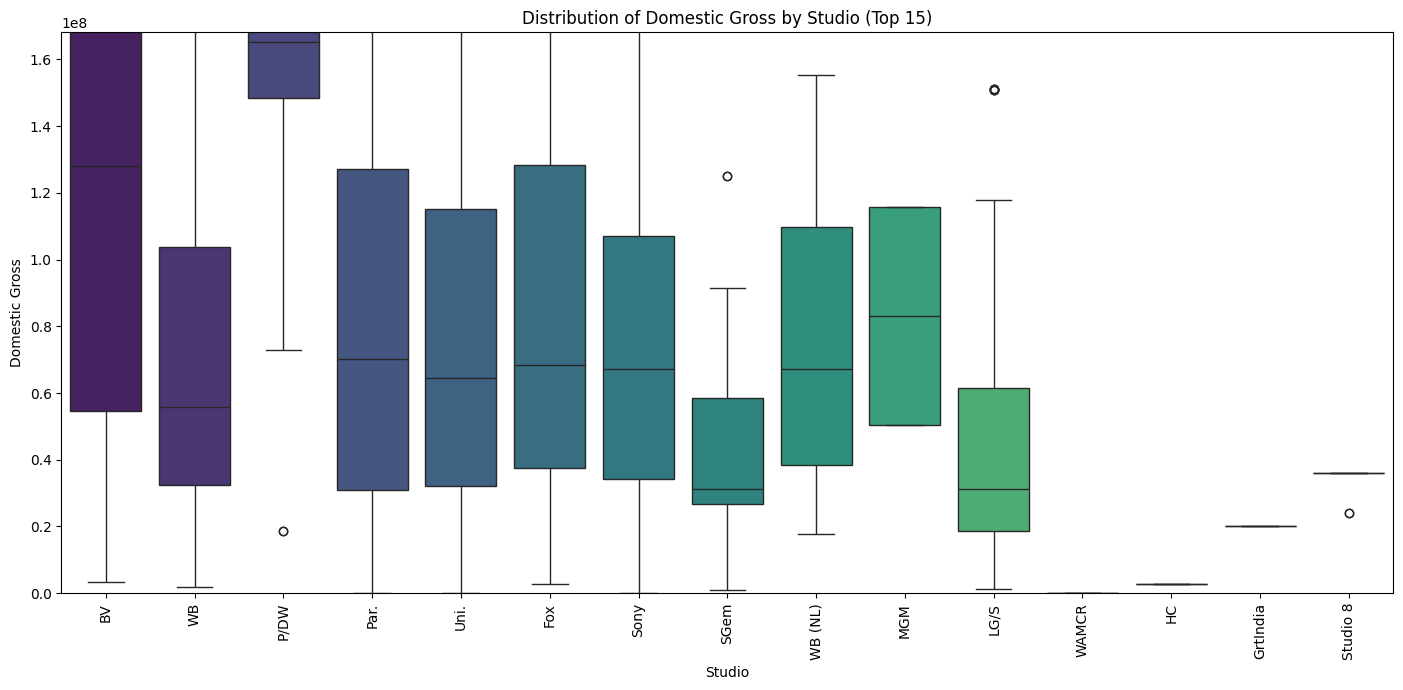 Distribution of Domestic Gross by Studio (Top 15)
1e8
1.6
1.4
1.2
1.0
0.8
0.6
0.4
0.2
0.0
Domestic Gross
BV
WB
P/DW
Par.
Uni.
Fox
Sony
SGem
WB (NL)
MGM
LG/S
WAMCR
HC
GrtIndia
Studio 8
Studio